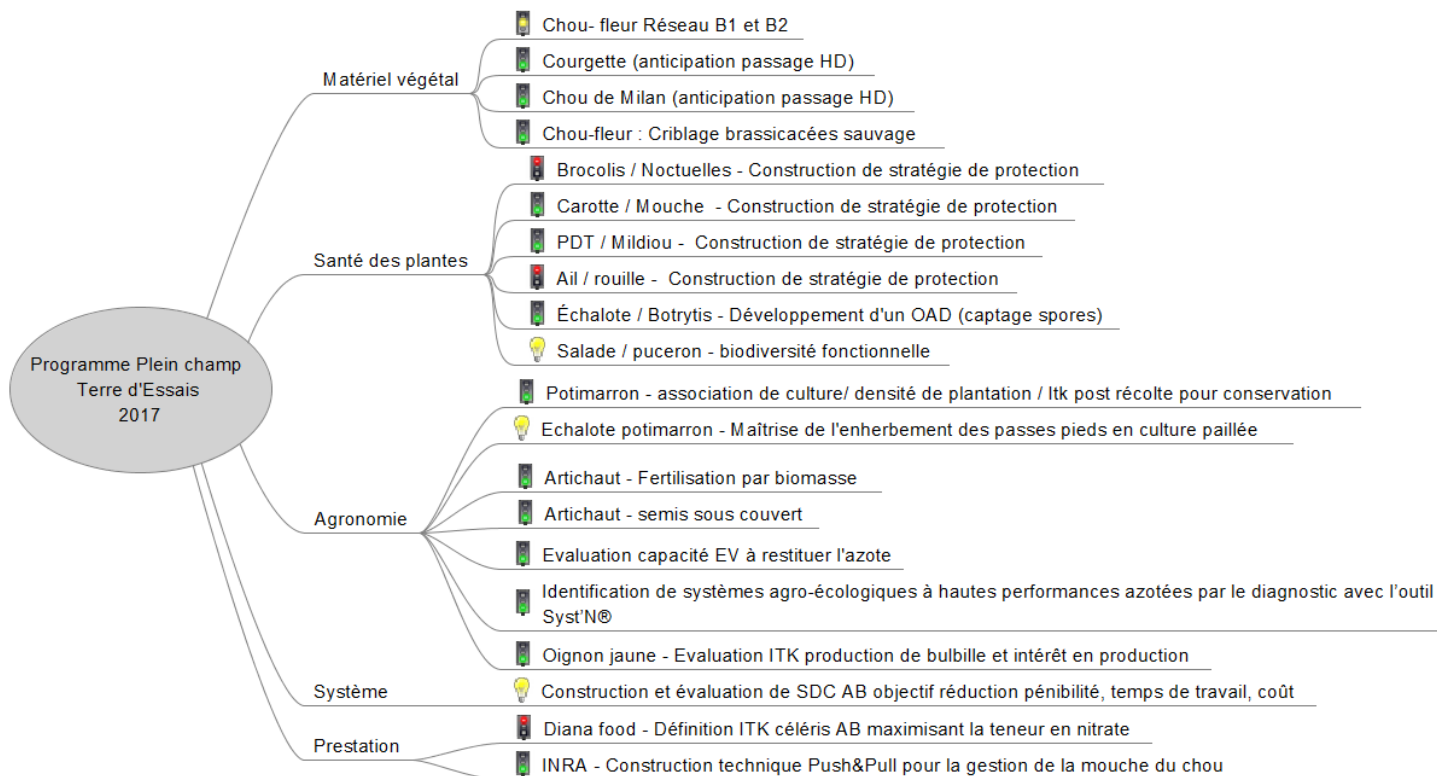 Programme Plein champ
Terre d'Essais
2017
Matériel végétal
Chou- fleur Réseau B1 et B2
Courgette (anticipation passage HD)
Chou de Milan (anticipation passage HD)
Chou-fleur : Criblage brassicacées sauvage
Santé des plantes
Brocolis / Noctuelles - Construction de stratégie de protection
Carotte / Mouche  - Construction de stratégie de protection
PDT / Mildiou -  Construction de stratégie de protection
Ail / rouille -  Construction de stratégie de protection
Échalote / Botrytis - Développement d'un OAD (captage spores)
Salade / puceron - biodiversité fonctionnelle
Agronomie
Potimarron - association de culture/ densité de plantation / Itk post récolte pour conservation
Echalote potimarron - Maîtrise de l'enherbement des passes pieds en culture paillée
Artichaut - Fertilisation par biomasse
Artichaut - semis sous couvert
Evaluation capacité EV à restituer l'azote
Identification de systèmes agro-écologiques à hautes performances azotées par le diagnostic avec l’outil
Syst’N®
Oignon jaune - Evaluation ITK production de bulbille et intérêt en production
Système
Construction et évaluation de SDC AB objectif réduction pénibilité, temps de travail, coût
Prestation
Diana food - Définition ITK céléris AB maximisant la teneur en nitrate
INRA - Construction technique Push&Pull pour la gestion de la mouche du chou